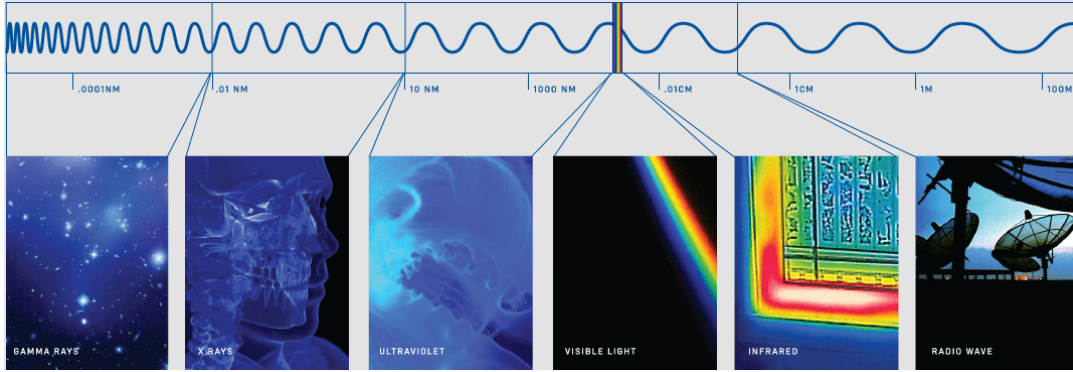 .0001NM
.01 NM
10 NM
1000 NM
.01CM
1CM
1M
100M
GAMMA RAYS
X RAYS
ULTRAVIOLET
VISIBLE LIGHT
INFRARED
RADIO WAVE